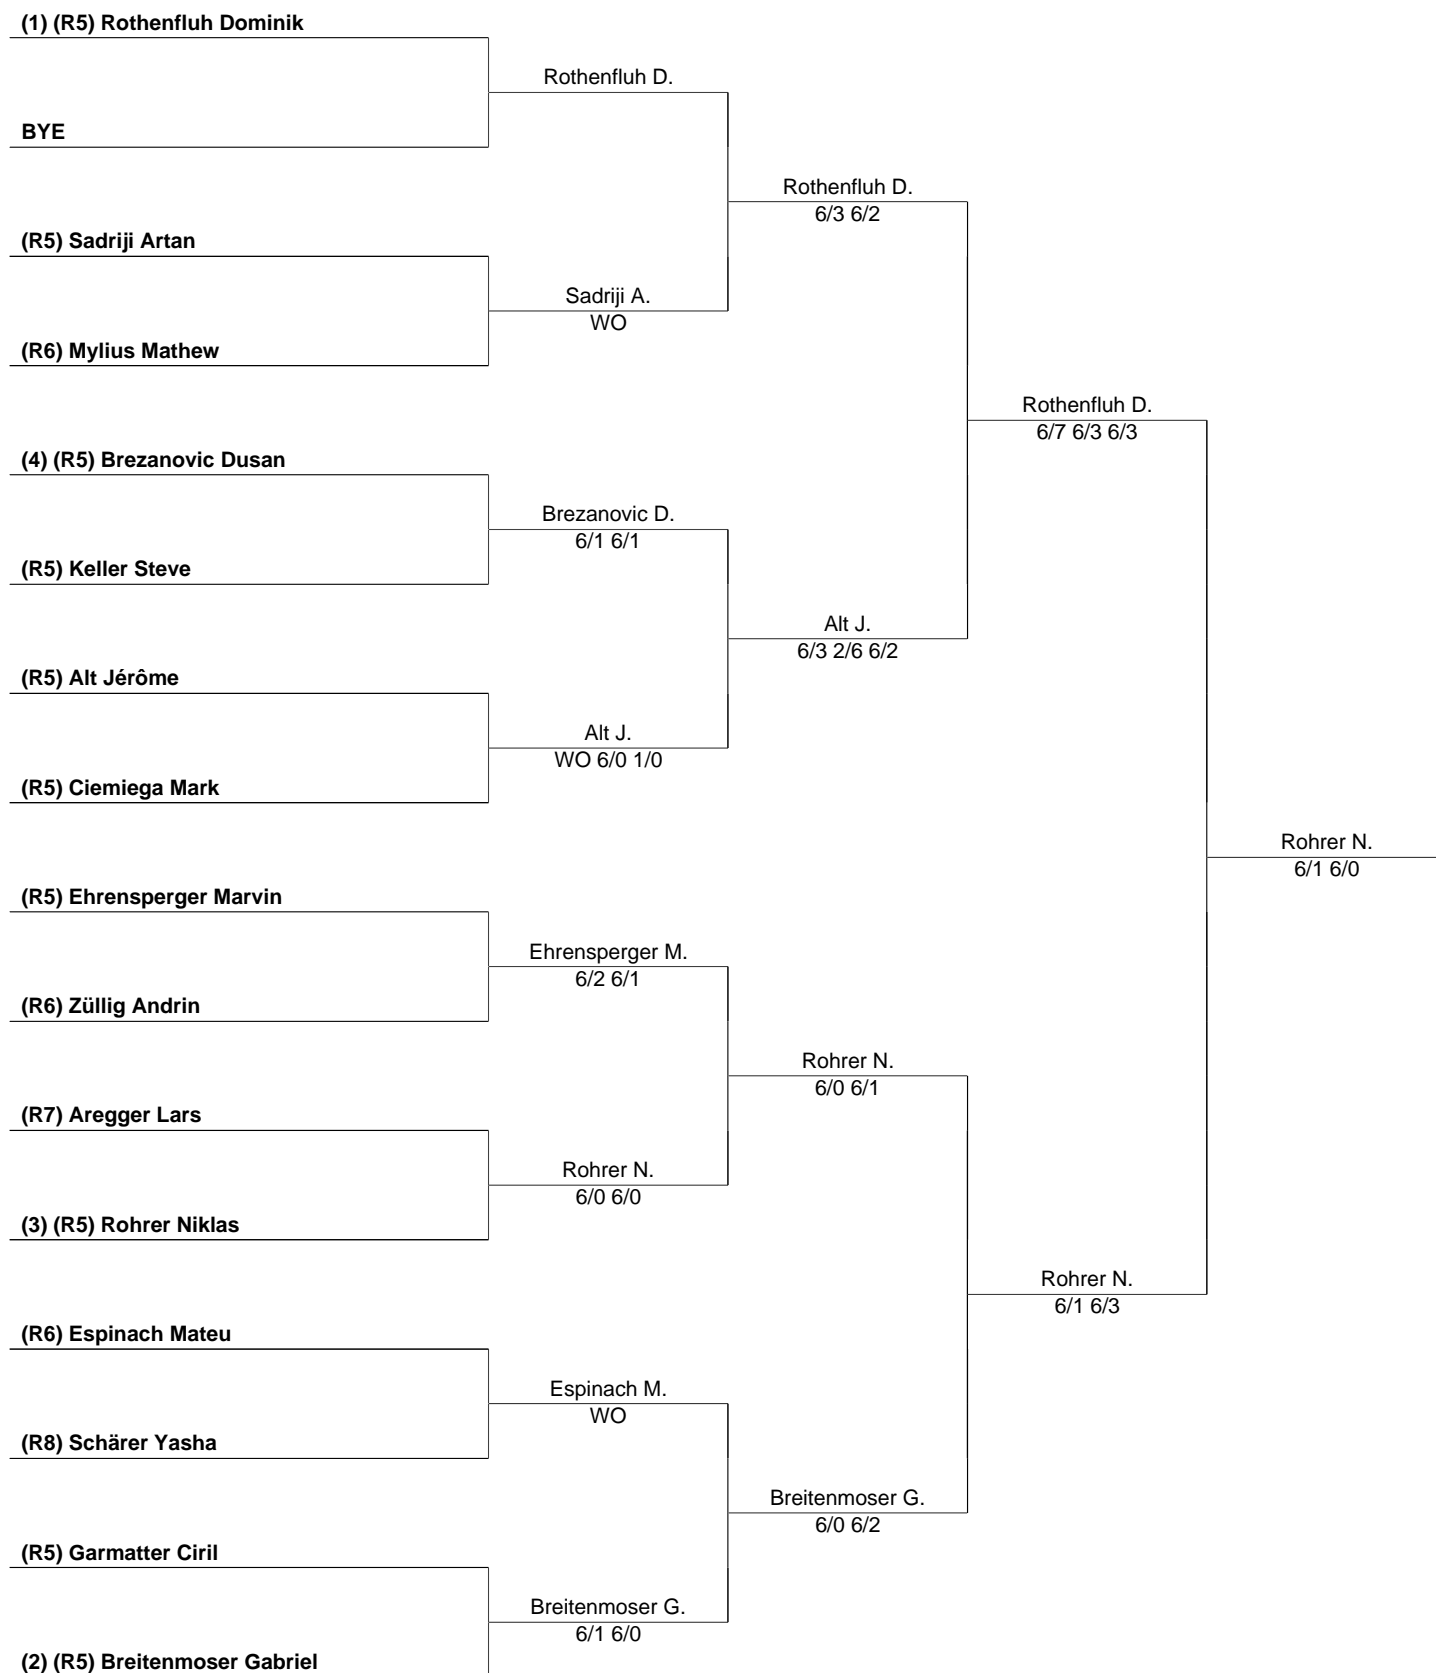 (1) (R5) Rothenfluh Dominik
Rothenfluh D.
BYE
Rothenfluh D.
6/3 6/2
(R5) Sadriji Artan
Sadriji A.
WO
(R6) Mylius Mathew
Rothenfluh D.
6/7 6/3 6/3
(4) (R5) Brezanovic Dusan
Brezanovic D.
6/1 6/1
(R5) Keller Steve
Alt J.
6/3 2/6 6/2
(R5) Alt Jérôme
Alt J.
WO 6/0 1/0
(R5) Ciemiega Mark
Rohrer N.
6/1 6/0
(R5) Ehrensperger Marvin
Ehrensperger M.
6/2 6/1
(R6) Züllig Andrin
Rohrer N.
6/0 6/1
(R7) Aregger Lars
Rohrer N.
6/0 6/0
(3) (R5) Rohrer Niklas
Rohrer N.
6/1 6/3
(R6) Espinach Mateu
Espinach M.
WO
(R8) Schärer Yasha
Breitenmoser G.
6/0 6/2
(R5) Garmatter Ciril
Breitenmoser G.
6/1 6/0
(2) (R5) Breitenmoser Gabriel